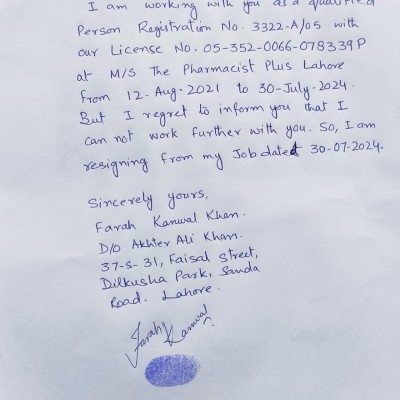 I am working with you as a qualified
Person Registration No. 3322-A/05 with
our License No. 05-352-0066-078339P
at M/S The Pharmacist Plus Lahore
from 12-Aug-2021 to 30-July-2024.
But I regret to inform you that I
can not work further with you. So, I am
resigning from my Job dated 30-07-2024.
Sincerely yours,
Farah Kanwal Khan.
D/O Akhter Ali Khan.
37-S-31, Faisal Street,
Dilkusha Park, Sanda
Road. Lahore.
Farah Kanwal